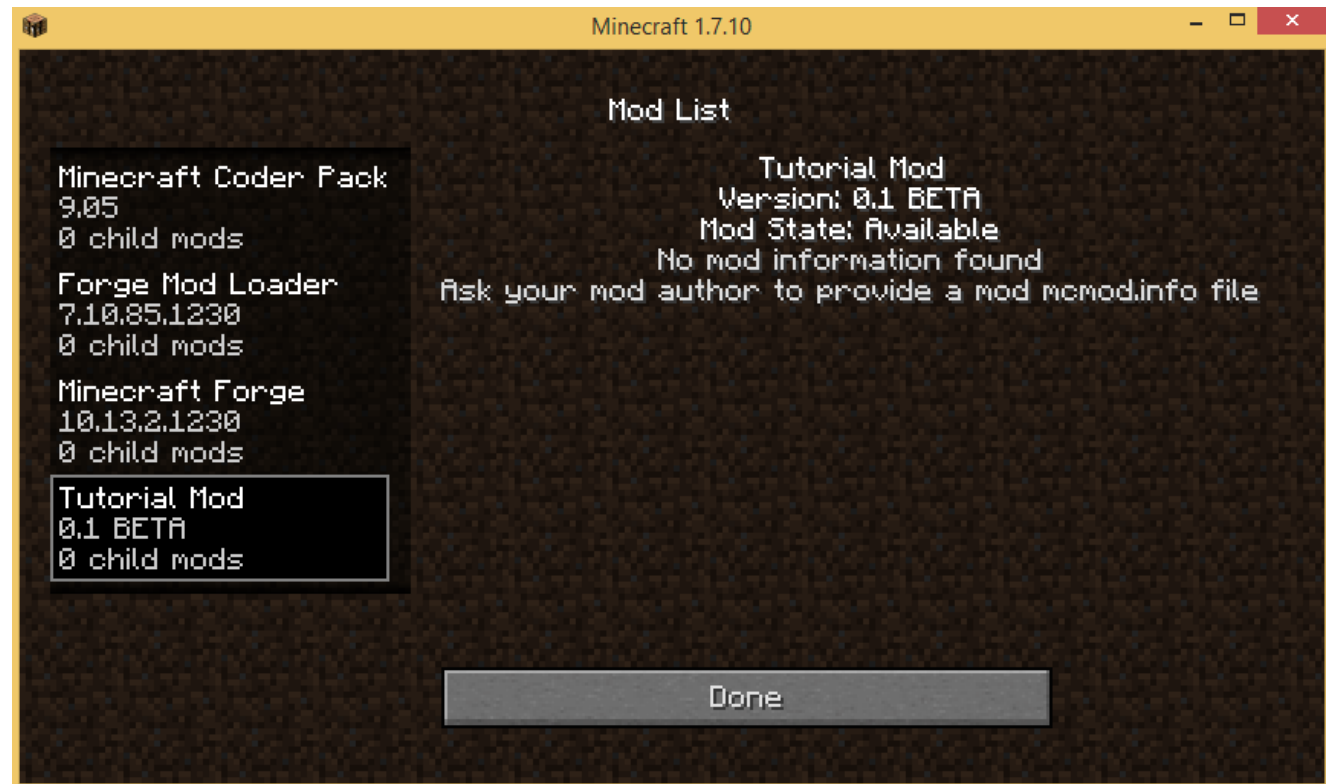 Minecraft 1.7.10
Mod List
Minecraft Coder Pack
9.05
0 child mods
Forge Mod Loader
7.10.85.1230
0 child mods
Minecraft Forge
10.13.2.1230
0 child mods
Tutorial Mod
0.1 BETA
0 child mods
Tutorial Mod
Version: 0.1 BETA
Mod State: Available
No mod information found
Ask your mod author to provide a mod mcmod.info file
Done